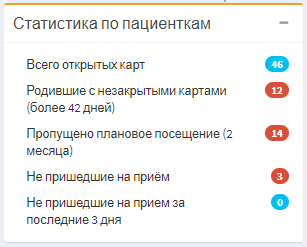 Статистика по пациенткам
Всего открытых карт 46
Родившие с незакрытыми картами 12
(более 42 дней)
Пропущено плановое посещение (2 14
месяца)
Не пришедшие на приём 3
Не пришедшие на прием за 0
последние 3 дня